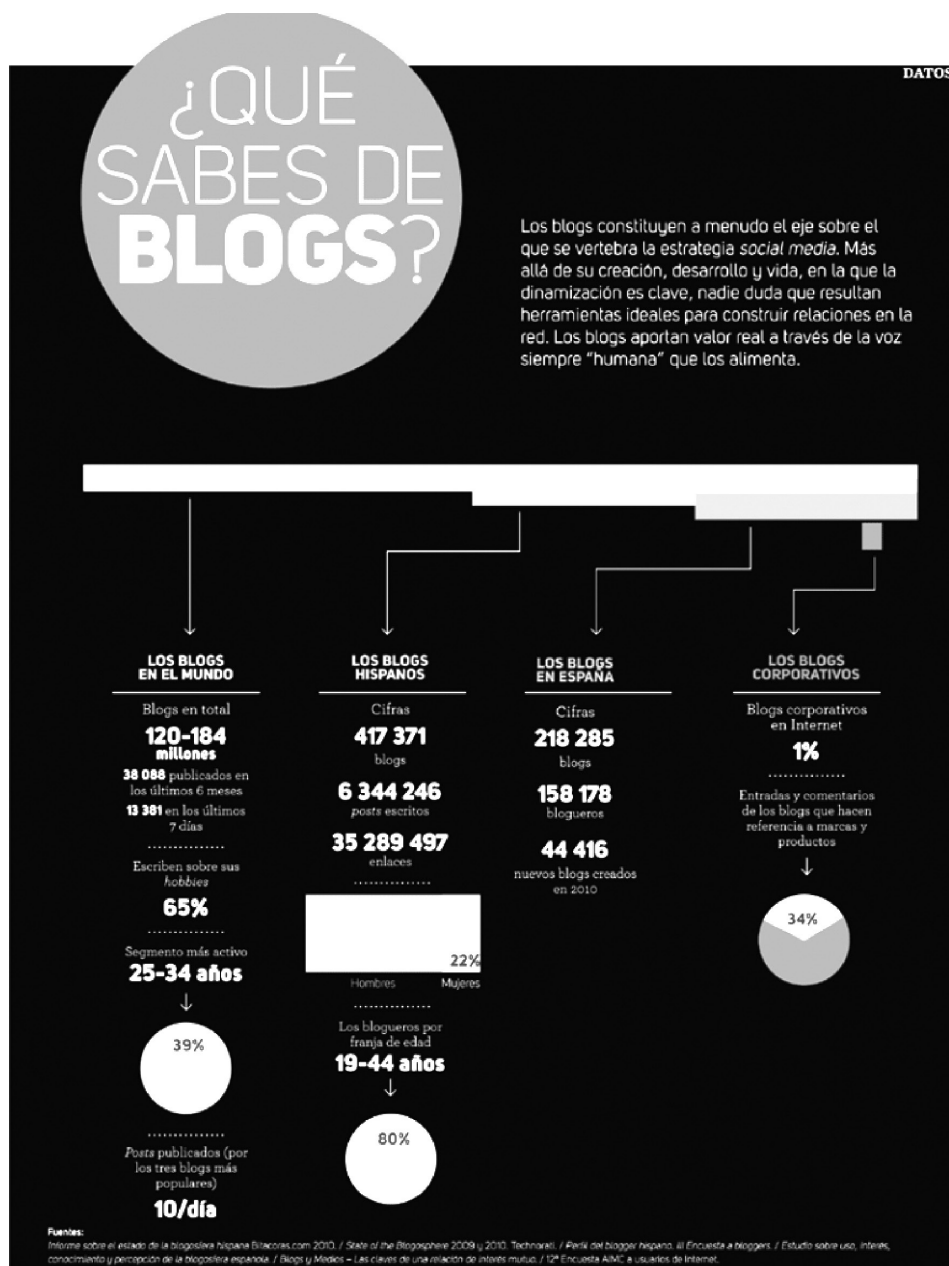 DATOS
¿QUÉ
SABES DE
BLOGS?
Los blogs constituyen a menudo el eje sobre el
que se vertebra la estrategia social media. Más
allá de su creación, desarrollo y vida, en la que la
dinamización es clave, nadie duda que resultan
herramientas ideales para construir relaciones en la
red. Los blogs aportan valor real a través de la voz
siempre "humana" que los alimenta.
LOS BLOGS
EN EL MUNDO
Blogs en total
120-184
millones
38 088 publicados en
los últimos 6 meses
13 381 en los últimos
7 días
Escriben sobre sus
hobbies
65%
Segmento más activo
25-34 años
39%
Posts publicados (por
los tres blogs más
populares)
10/día
LOS BLOGS
HISPANOS
Cifras
417 371
blogs
6 344 246
posts escritos
35 289 497
enlaces
22%
Hombres Mujeres
Los blogueros por
franja de edad
19-44 años
80%
LOS BLOGS
EN ESPAÑA
Cifras
218 285
blogs
158 178
blogueros
44 416
nuevos blogs creados
en 2010
LOS BLOGS
CORPORATIVOS
Blogs corporativos
en Internet
1%
Entradas y comentarios
de los blogs que hacen
referencia a marcas y
productos
34%
Fuentes:
Informe sobre el estado de la blogosfera hispana Bitacoras.com 2010. / State of the Blogosphere 2009 y 2010. Technorati. / Perfil del blogger hispano. III Encuesta a bloggers. / Estudio sobre uso, interés,
conocimiento y percepción de la blogosfera española. / Blogs y Medios – Las claves de una relación de interés mutuo. / 12ª Encuesta AIMC a usuarios de Internet.